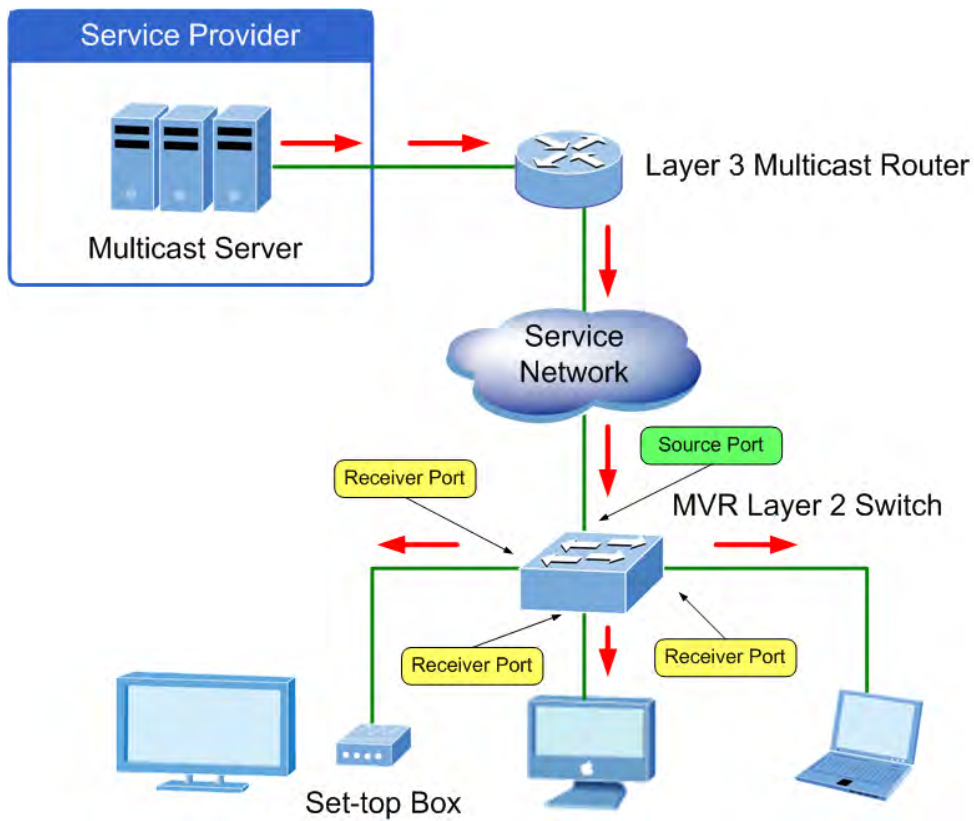 Service Provider
Multicast Server
Layer 3 Multicast Router
Service
Network
Source Port
Receiver Port
MVR Layer 2 Switch
Receiver Port
Receiver Port
Set-top Box